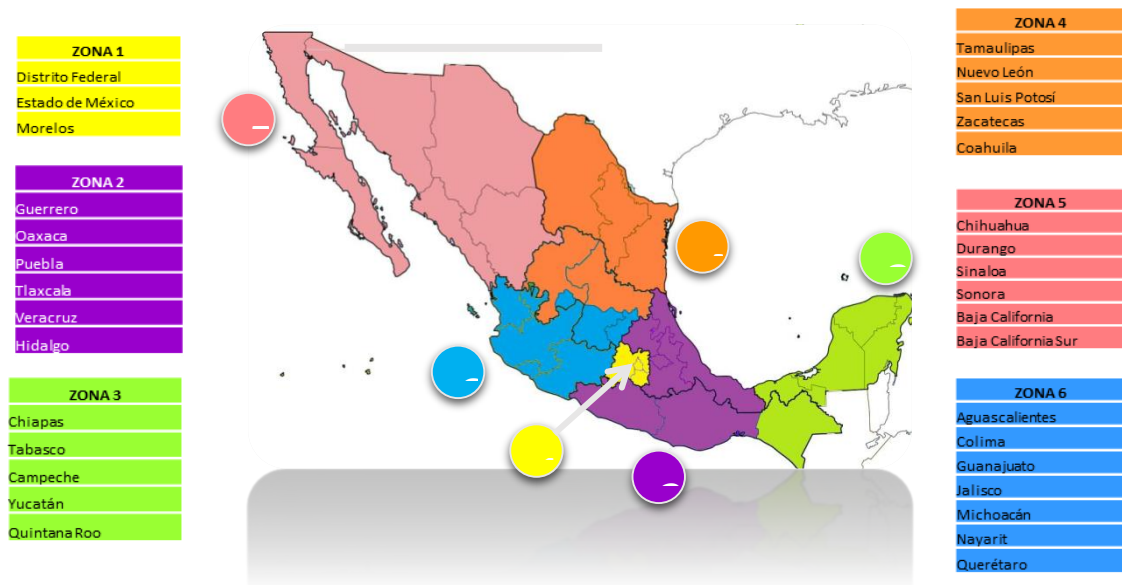 ZONA 1
Distrito Federal
Estado de México
Morelos
ZONA 2
Guerrero
Oaxaca
Puebla
Tlaxcala
Veracruz
Hidalgo
ZONA 3
Chiapas
Tabasco
Campeche
Yucatán
Quintana Roo
ZONA 4
Tamaulipas
Nuevo León
San Luis Potosí
Zacatecas
Coahuila
ZONA 5
Chihuahua
Durango
Sinaloa
Sonora
Baja California
Baja California Sur
ZONA 6
Aguascalientes
Colima
Guanajuato
Jalisco
Michoacán
Nayarit
Querétaro